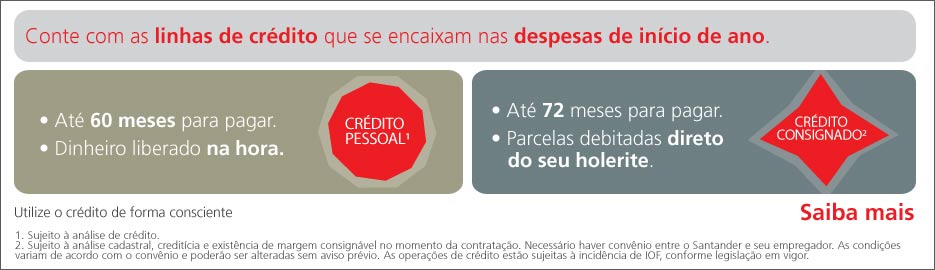 Conte com as linhas de crédito que se encaixam nas despesas de início de ano.
• Até 60 meses para pagar.
• Dinheiro liberado na hora.
CRÉDITO
PESSOAL¹
• Até 72 meses para pagar.
• Parcelas debitadas direto
do seu holerite.
CRÉDITO
CONSIGNADO²
Utilize o crédito de forma consciente
Saiba mais
1. Sujeito à análise de crédito.
2. Sujeito à análise cadastral, creditícia e existência de margem consignável no momento da contratação. Necessário haver convênio entre o Santander e seu empregador. As condições
variam de acordo com o convênio e poderão ser alteradas sem aviso prévio. As operações de crédito estão sujeitas à incidência de IOF, conforme legislação em vigor.